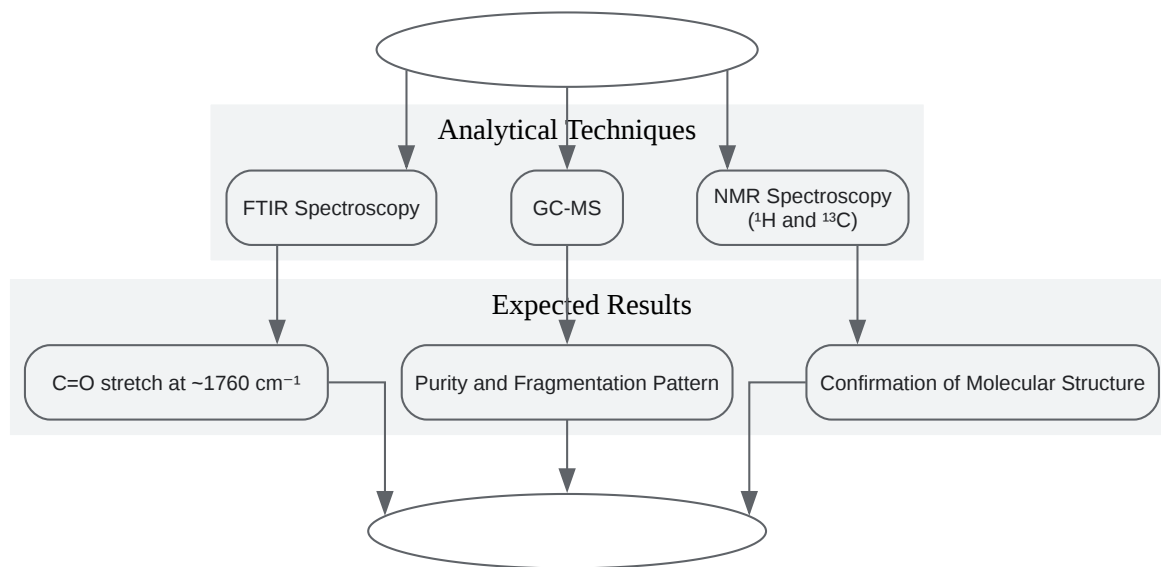 Analytical Techniques
FTIR Spectroscopy
GC-MS
NMR Spectroscopy
(¹H and ¹³C)
Expected Results
C=O stretch at ~1760 cm⁻¹
Purity and Fragmentation Pattern
Confirmation of Molecular Structure